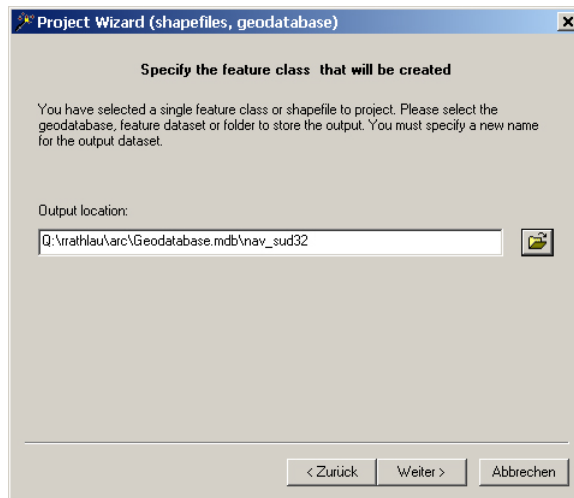 Project Wizard (shapefiles, geodatabase)
Specify the feature class that will be created
You have selected a single feature class or shapefile to project. Please select the
geodatabase, feature dataset or folder to store the output. You must specify a new name
for the output dataset.
Output location:
Q:\rrathlau\arc\Geodatabase.mdb\nav_sud32
< Zurück
Weiter >
Abbrechen